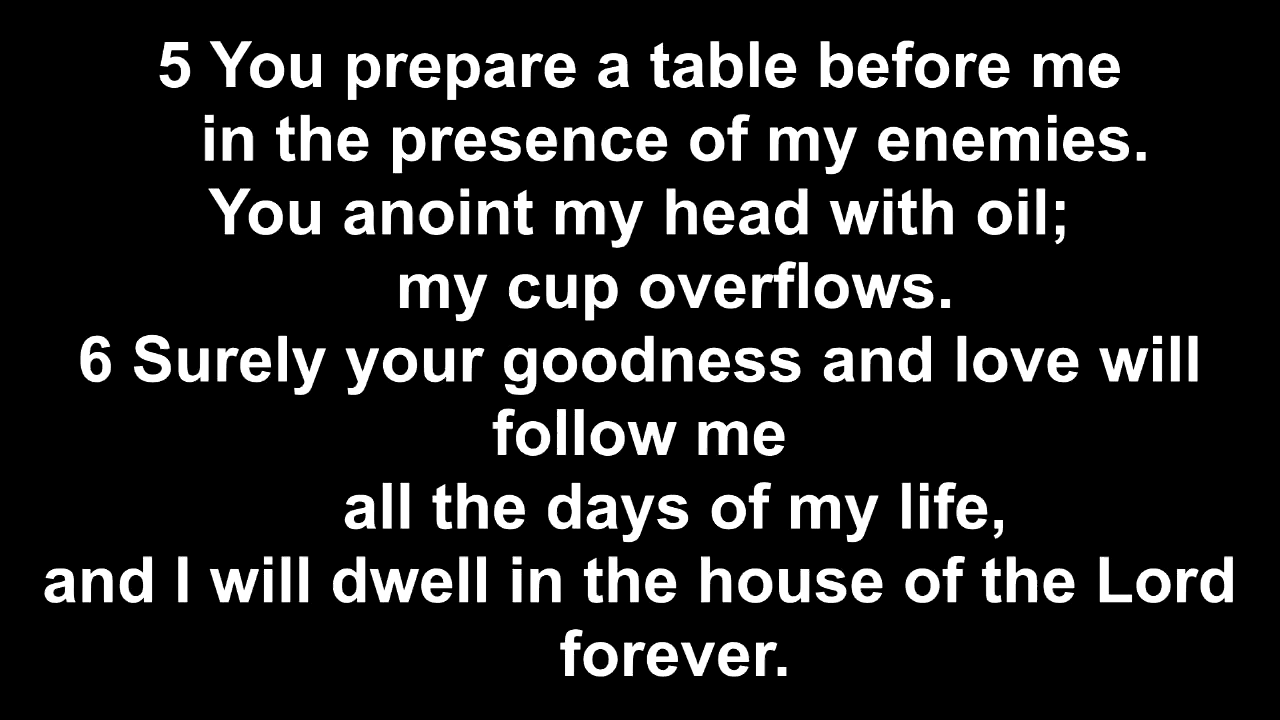 5 You prepare a table before me
in the presence of my enemies.
You anoint my head with oil;
my cup overflows.
6 Surely your goodness and love will
follow me
all the days of my life,
and I will dwell in the house of the Lord
forever.